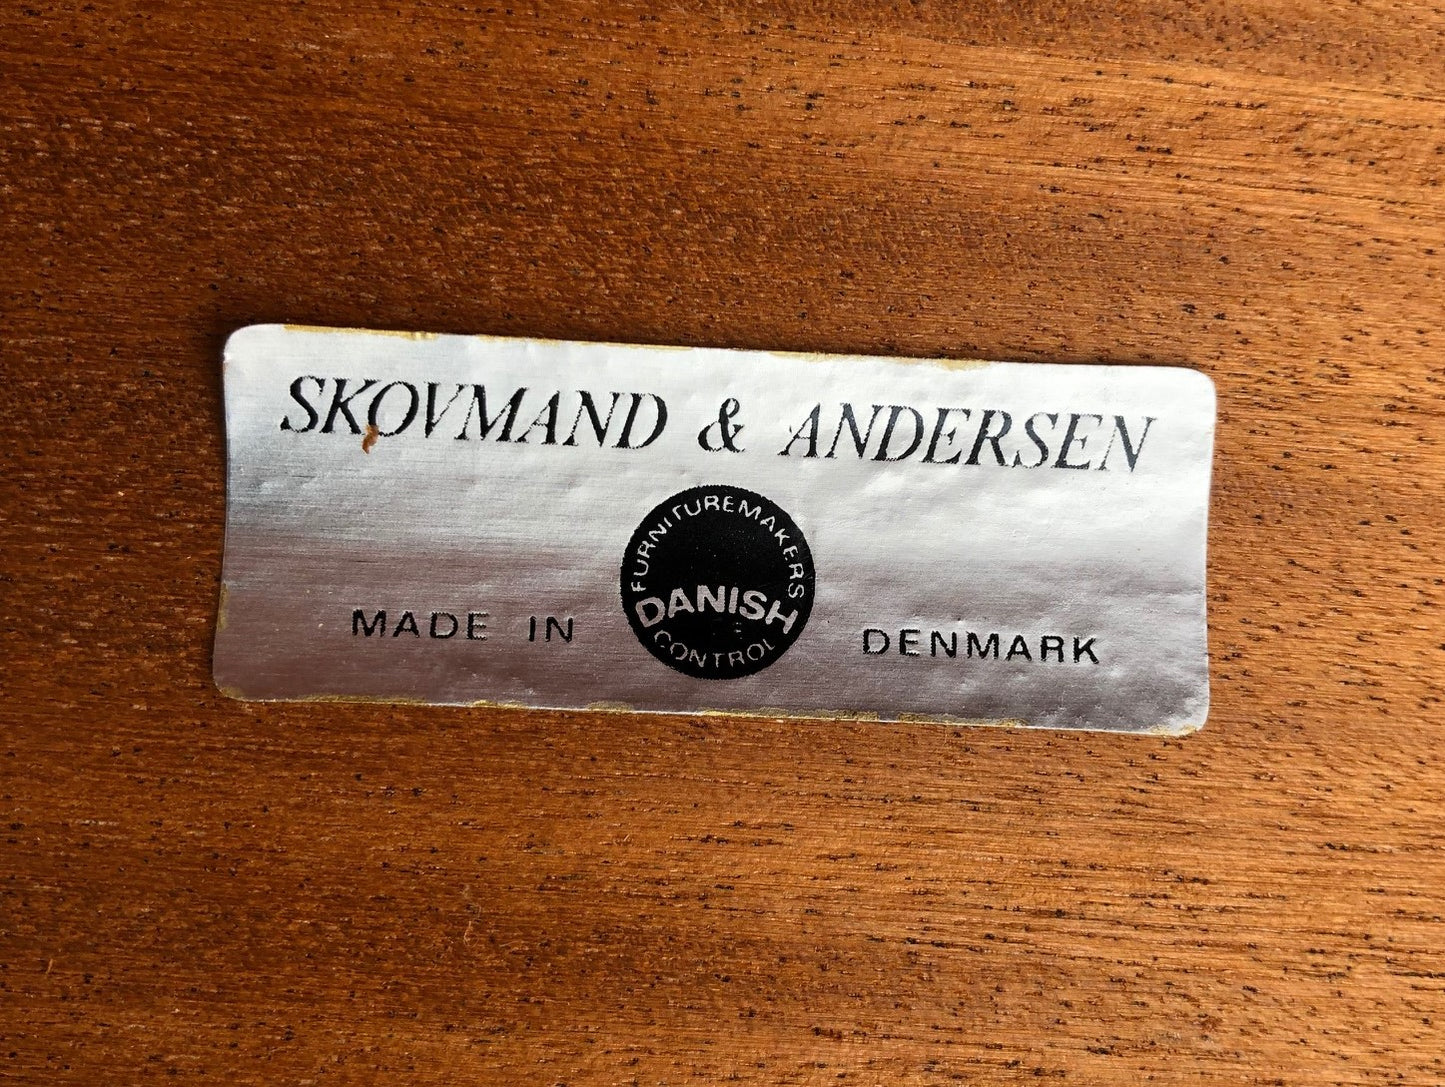 SKOVMAND & ANDERSEN
FURNITUREMAKERS
DANISH
CONTROL
MADE IN DENMARK